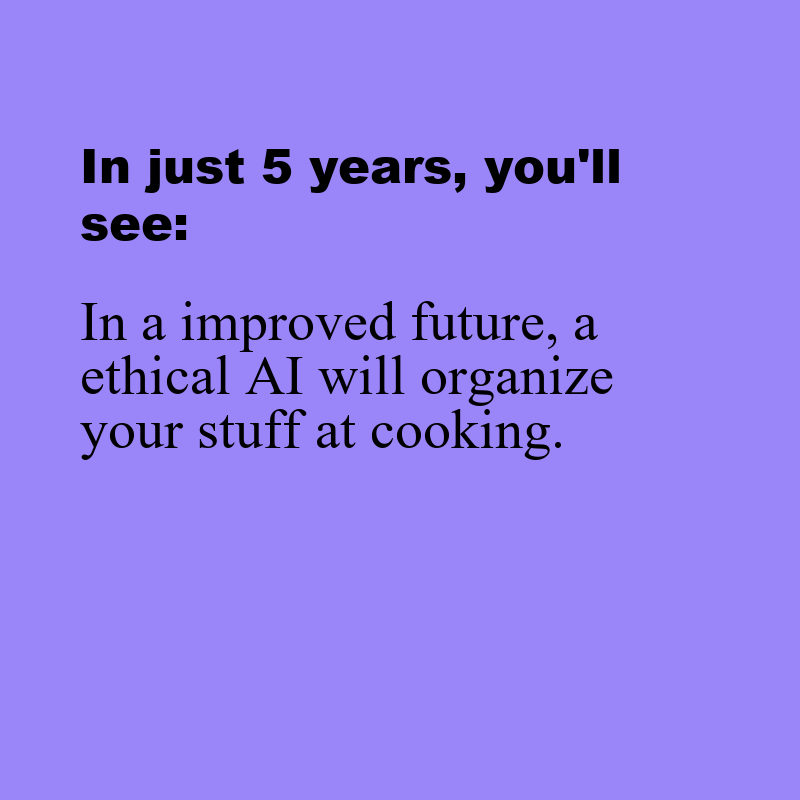 In just 5 years, you'll
see:
In a improved future, a
ethical AI will organize
your stuff at cooking.